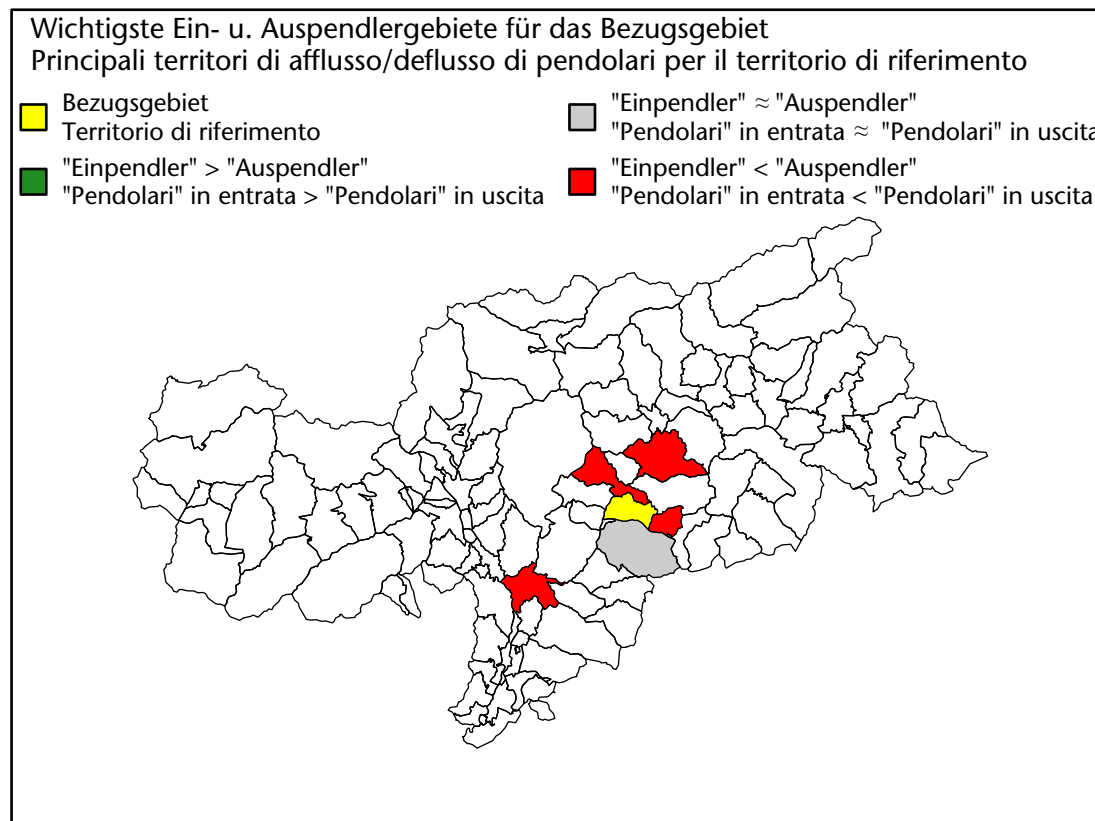 Wichtigste Ein- u. Auspendlergebiete für das Bezugsgebiet
Principali territori di afflusso/deflusso di pendolari per il territorio di riferimento
Bezugsgebiet
Territorio di riferimento
"Einpendler" > "Auspendler"
"Pendolari" in entrata > "Pendolari" in uscita
"Einpendler" ≈ "Auspendler"
"Pendolari" in entrata ≈ "Pendolari" in uscita
"Einpendler" < "Auspendler"
"Pendolari" in entrata < "Pendolari" in uscita